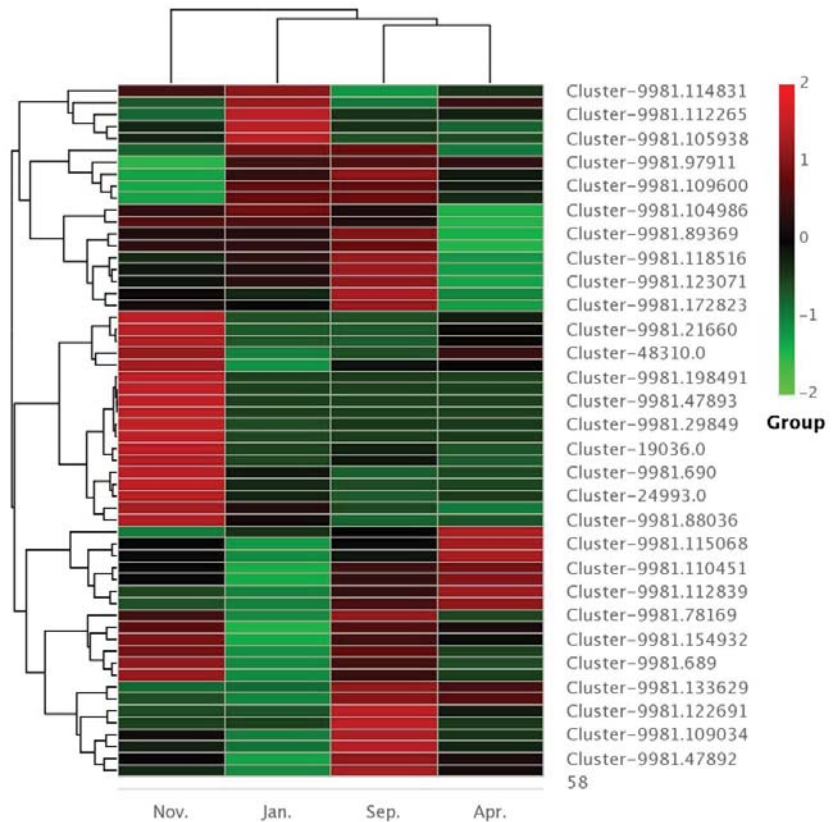 Cluster-9981.114831
Cluster-9981.112265
Cluster-9981.105938
Cluster-9981.97911
Cluster-9981.109600
Cluster-9981.104986
Cluster-9981.89369
Cluster-9981.118516
Cluster-9981.123071
Cluster-9981.172823
Cluster-9981.21660
Cluster-48310.0
Cluster-9981.198491
Cluster-9981.47893
Cluster-9981.29849
Cluster-19036.0
Cluster-9981.690
Cluster-24993.0
Cluster-9981.88036
Cluster-9981.115068
Cluster-9981.110451
Cluster-9981.112839
Cluster-9981.78169
Cluster-9981.154932
Cluster-9981.689
Cluster-9981.133629
Cluster-9981.122691
Cluster-9981.109034
Cluster-9981.47892
58
2
1
0
-1
-2
Group
Nov. Jan. Sep. Apr.